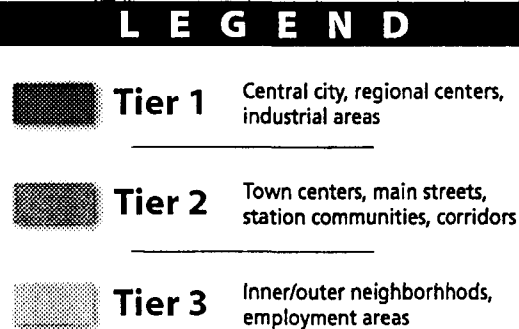 LEGEND
Tier 1 Central city, regional centers,
industrial areas
Tier 2 Town centers, main streets,
station communities, corridors
Tier 3 Inner/outer neighborhhods,
employment areas